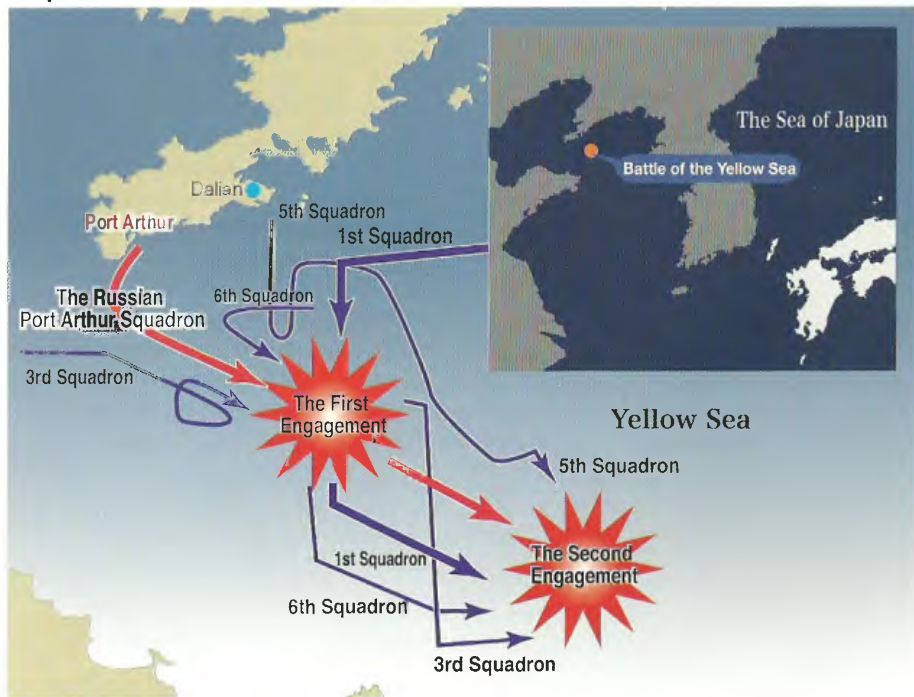 The Sea of Japan
Battle of the Yellow Sea
Dalian
5th Squadron
Port Arthur
1st Squadron
6th Squadron
The Russian
Port Arthur Squadron
3rd Squadron
The First
Engagement
Yellow Sea
5th Squadron
The Second
Engagement
1st Squadron
6th Squadron
3rd Squadron